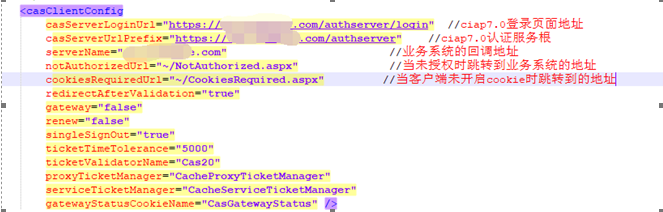 <casClientConfig
casServerLoginUrl="https://.com/authserver/login" //ciap7.0登录页面地址
casServerUrlPrefix="https://.com/authserver" //ciap7.0认证服务根
serverName=".com" //业务系统的回调地址
notAuthorizedUrl="~/NotAuthorized.aspx" //当未授权时跳转到业务系统的地址
cookiesRequiredUrl="~/CookiesRequired.aspx" //当客户端未开启cookie时跳转到的地址
redirectAfterValidation="true"
gateway="false"
renew="false"
singleSignOut="true"
ticketTimeTolerance="5000"
ticketValidatorName="Cas20"
proxyTicketManager="CacheProxyTicketManager"
serviceTicketManager="CacheServiceTicketManager"
gatewayStatusCookieName="CasGatewayStatus" />